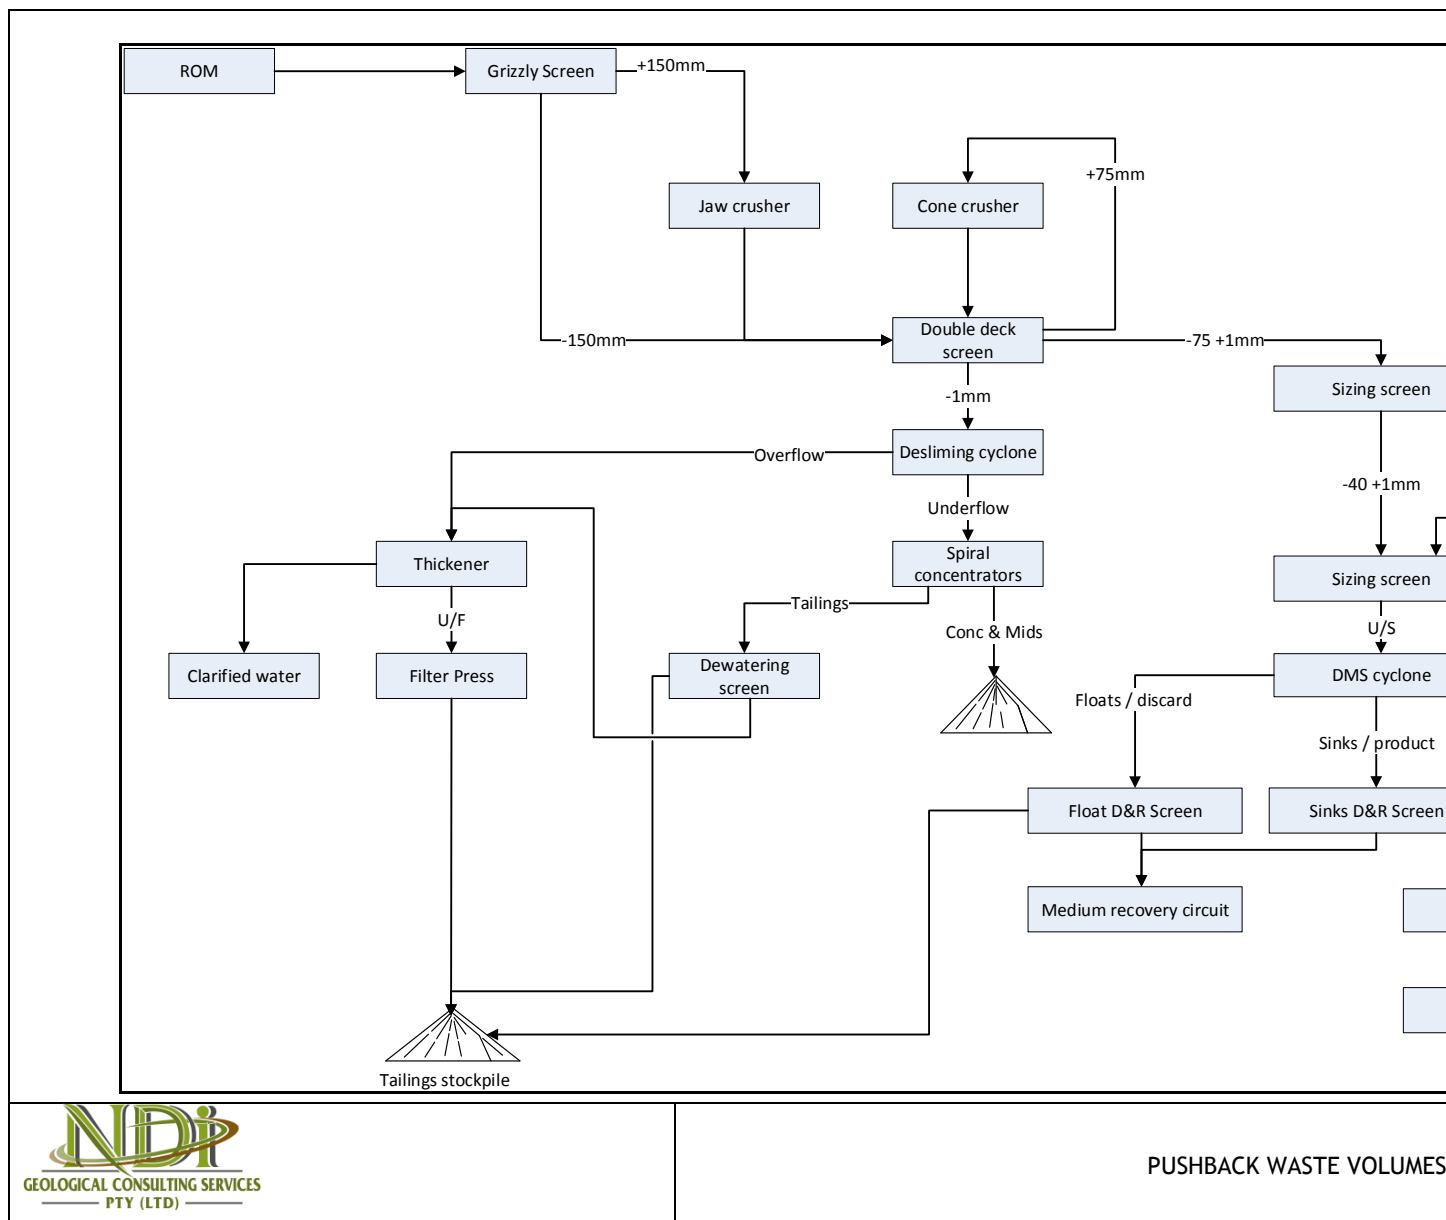 ROM
Grizzly Screen
+150mm
+75mm
Jaw crusher
Cone crusher
Double deck
screen
-150mm
-75 +1mm
Sizing screen
-1mm
Overflow
Desliming cyclone
-40 +1mm
Underflow
Thickener
Spiral
concentrators
Sizing screen
Tailings
U/F
Conc & Mids
U/S
Clarified water
Filter Press
Dewatering
screen
DMS cyclone
Floats / discard
Sinks / product
Float D&R Screen
Sinks D&R Screen
Medium recovery circuit
Tailings stockpile
NDi
GEOLOGICAL CONSULTING SERVICES
PTY (LTD)
PUSHBACK WASTE VOLUMES